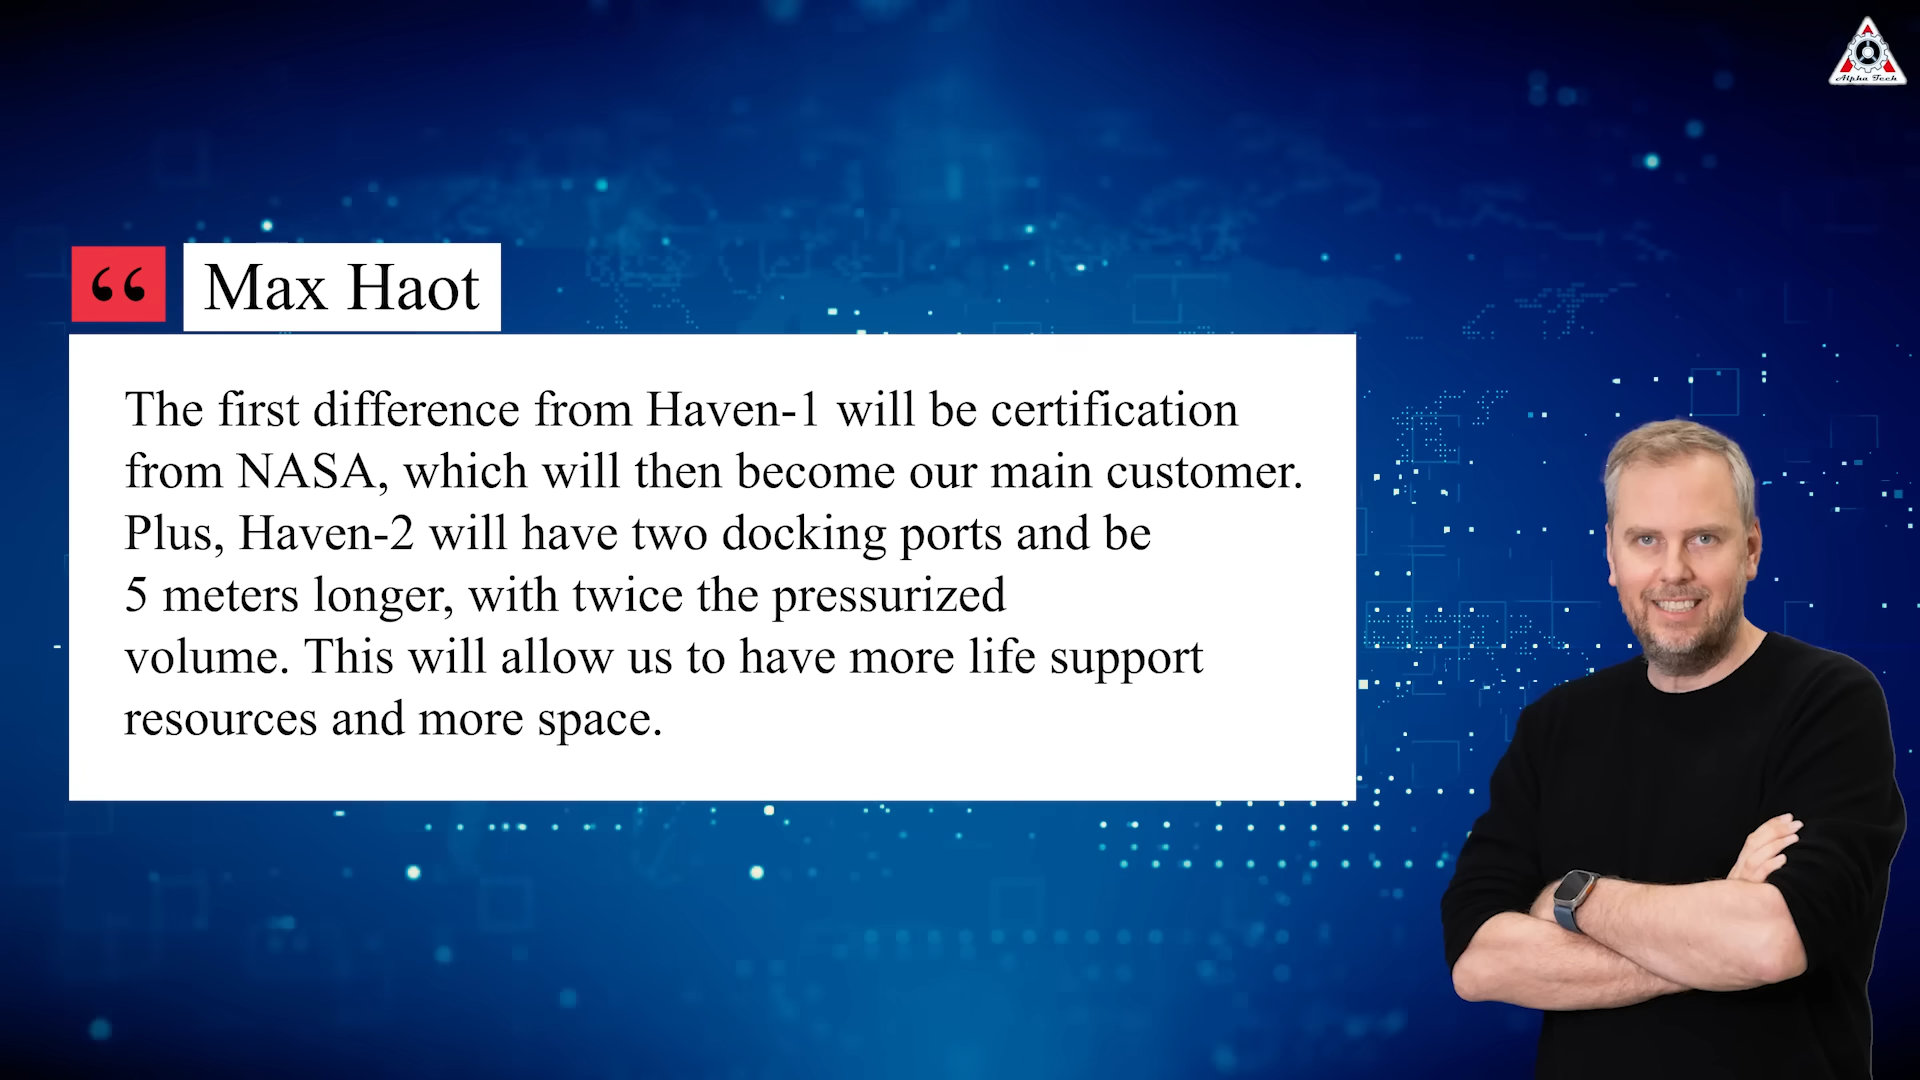 Alpha Tech
“ Max Haot
The first difference from Haven-1 will be certification
from NASA, which will then become our main customer.
Plus, Haven-2 will have two docking ports and be
5 meters longer, with twice the pressurized
volume. This will allow us to have more life support
resources and more space.